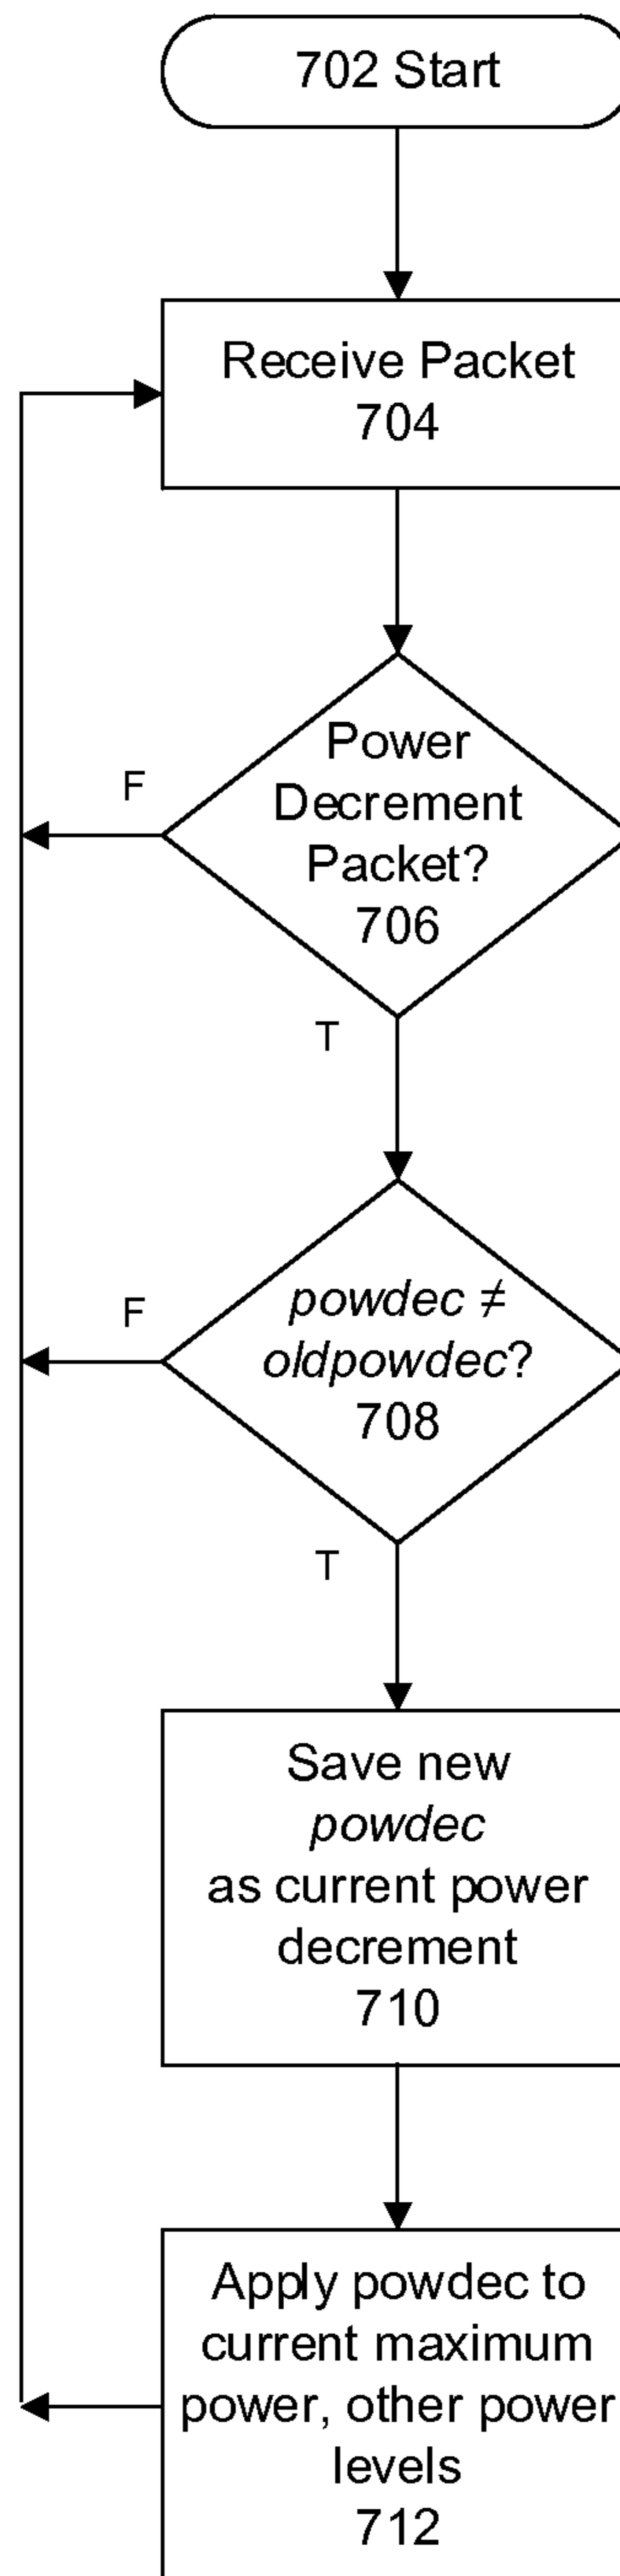 702 Start
Receive Packet
704
Power
Decrement
Packet?
706
F
T
powdec ≠
oldpowdec?
708
F
T
Save new
powdec
as current power
decrement
710
Apply powdec to
current maximum
power, other power
levels
712